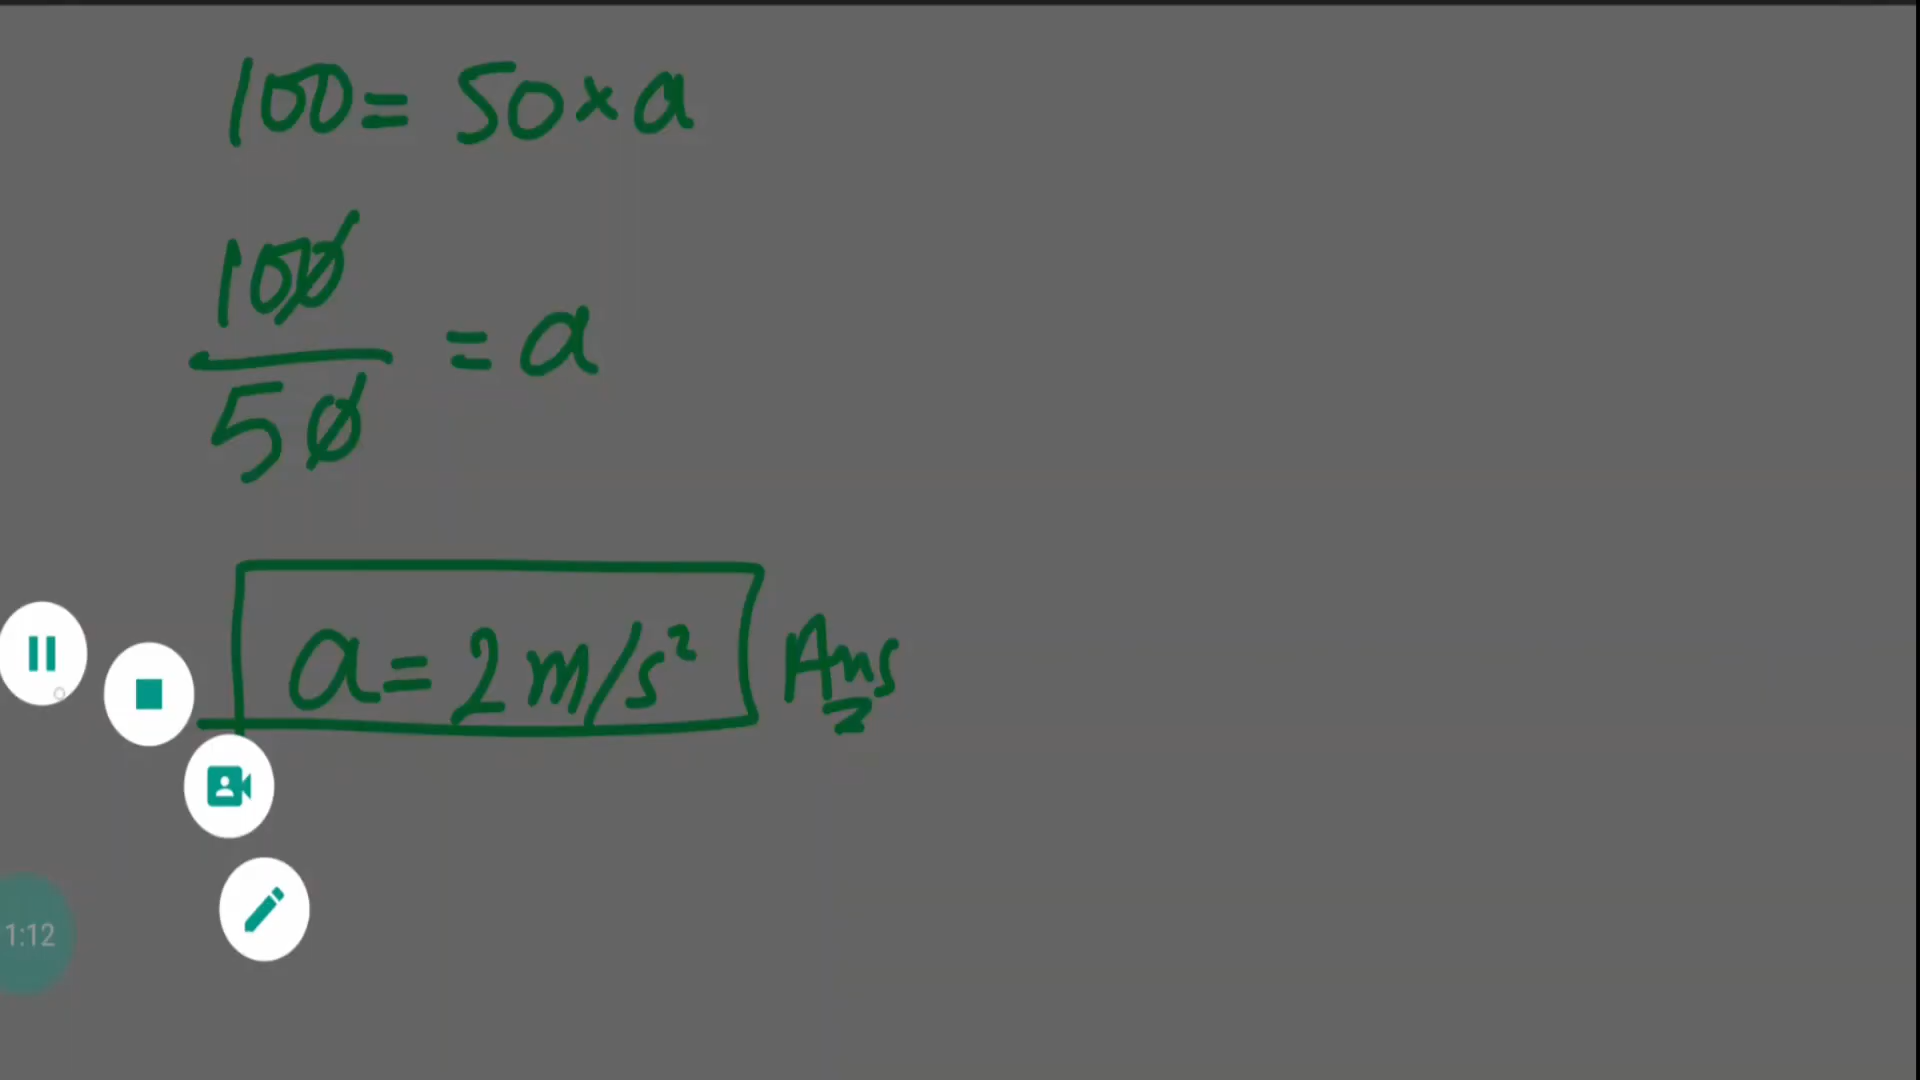 100 = 50 × a
100
50
= a
a = 2 m/s² Ans
1:12